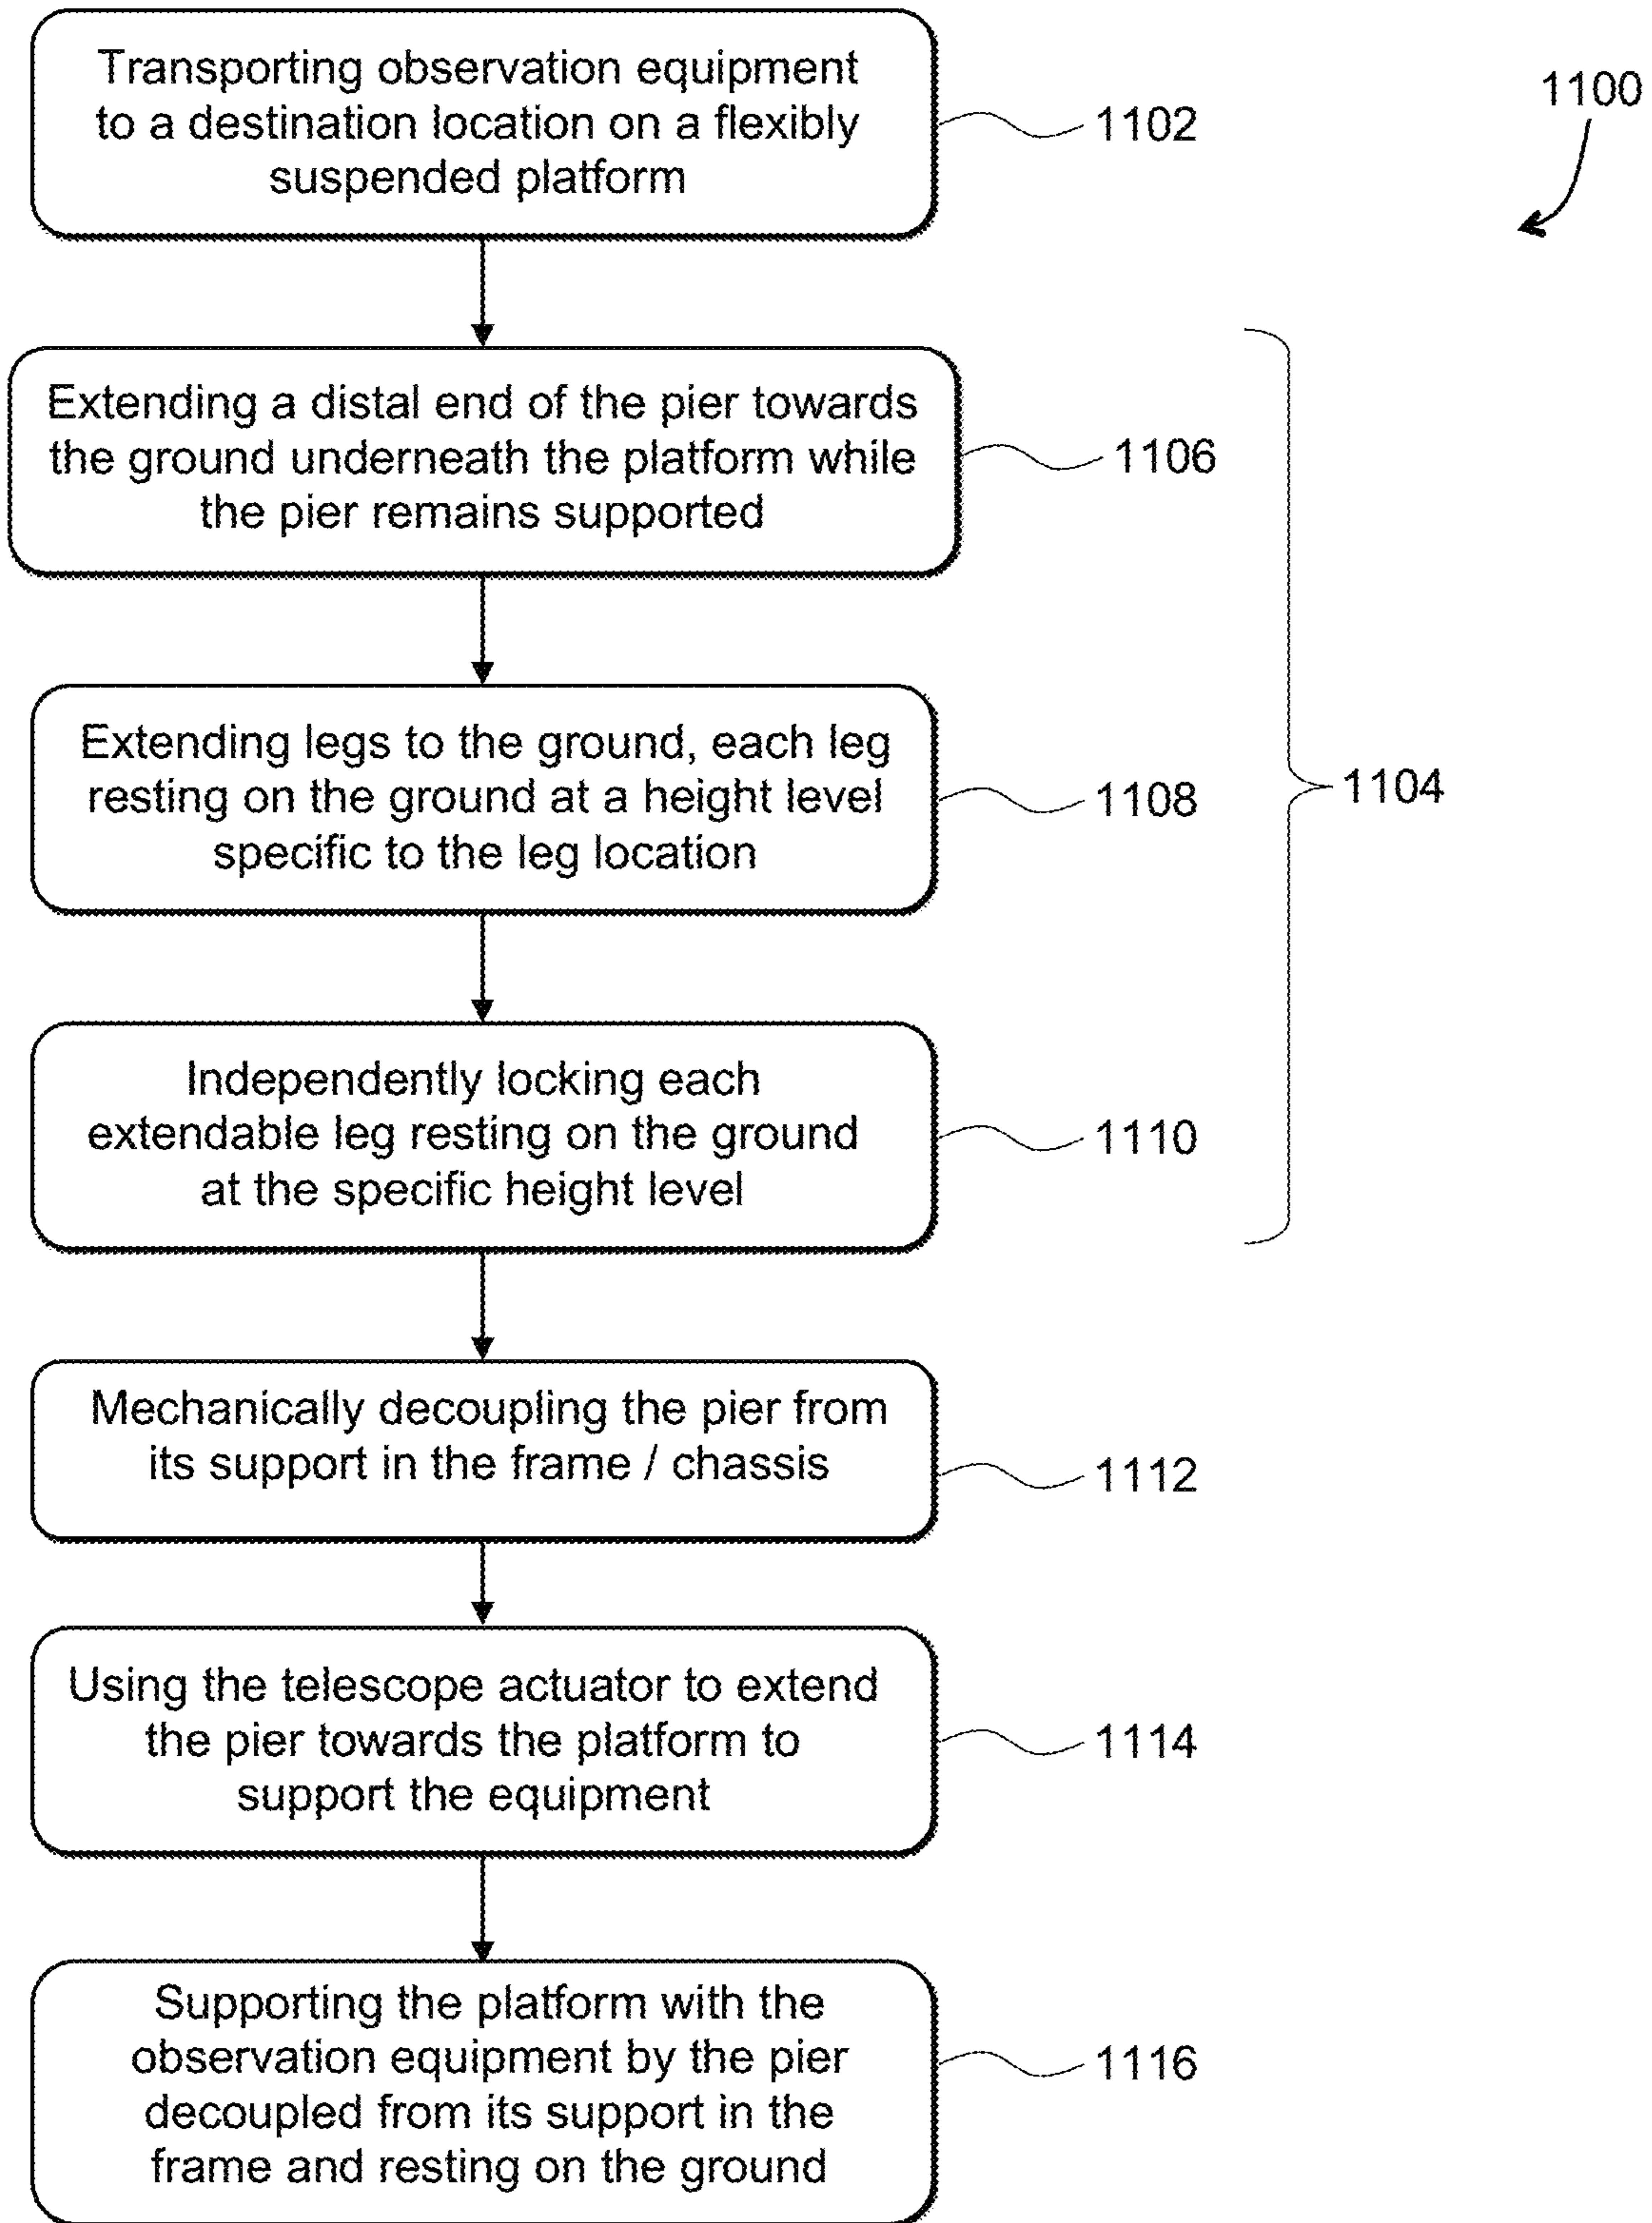 Transporting observation equipment
to a destination location on a flexibly
suspended platform
1102
1100
Extending a distal end of the pier towards
the ground underneath the platform while
the pier remains supported
1106
Extending legs to the ground, each leg
resting on the ground at a height level
specific to the leg location
1108
1104
Independently locking each
extendable leg resting on the ground
at the specific height level
1110
Mechanically decoupling the pier from
its support in the frame / chassis
1112
Using the telescope actuator to extend
the pier towards the platform to
support the equipment
1114
Supporting the platform with the
observation equipment by the pier
decoupled from its support in the
frame and resting on the ground
1116